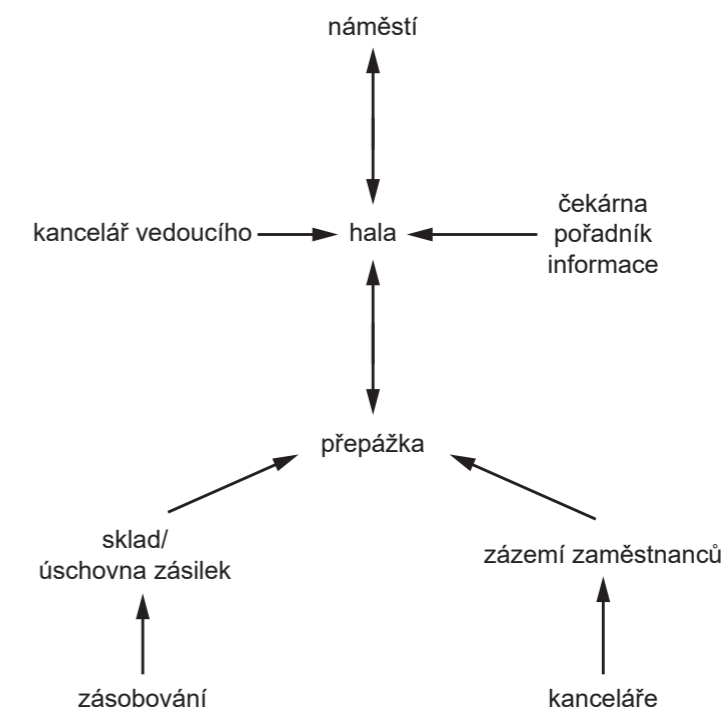 náměstí
kancelář vedoucího
hala
čekárna
pořadník
informace
přepážka
sklad/
úschovna zásilek
zázemí zaměstnanců
zásobování
kanceláře